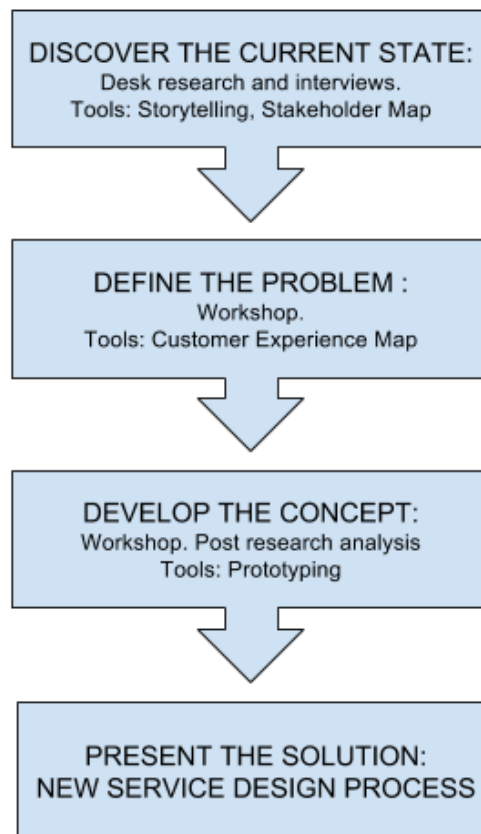 DISCOVER THE CURRENT STATE:
Desk research and interviews.
Tools: Storytelling, Stakeholder Map
DEFINE THE PROBLEM :
Workshop.
Tools: Customer Experience Map
DEVELOP THE CONCEPT:
Workshop. Post research analysis
Tools: Prototyping
PRESENT THE SOLUTION:
NEW SERVICE DESIGN PROCESS